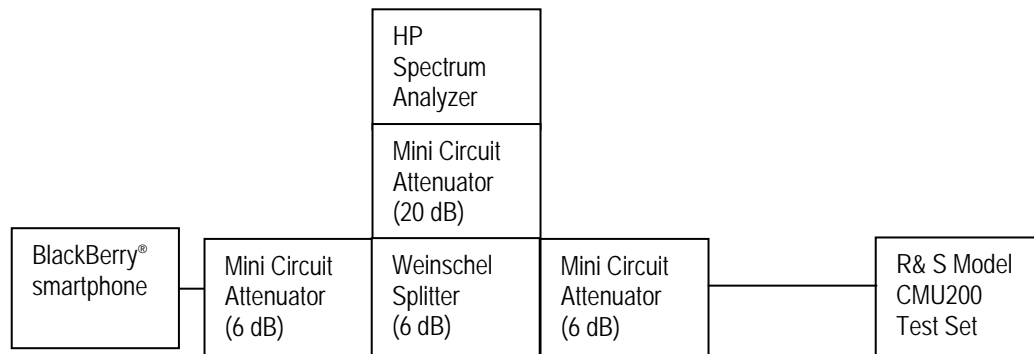 HP
Spectrum
Analyzer
Mini Circuit
Attenuator
(20 dB)
BlackBerry®
smartphone
Mini Circuit
Attenuator
(6 dB)
Weinschel
Splitter
(6 dB)
Mini Circuit
Attenuator
(6 dB)
R& S Model
CMU200
Test Set